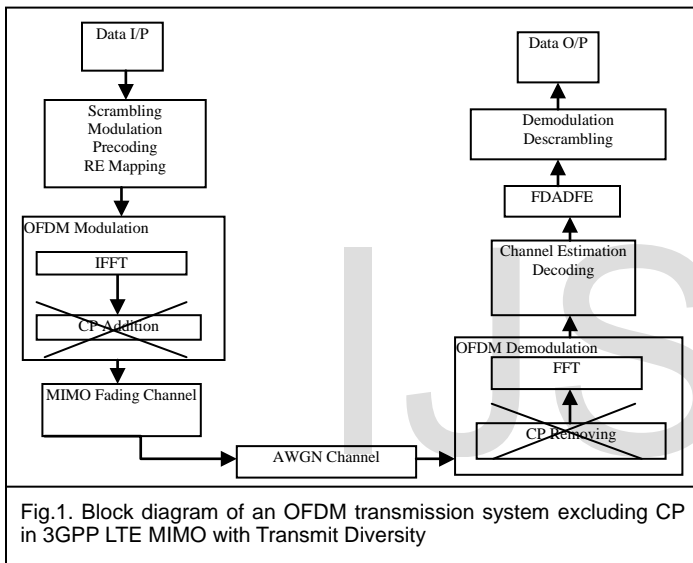 Data I/P
Scrambling
Modulation
Precoding
RE Mapping
OFDM Modulation
IFFT
CP Addition
MIMO Fading Channel
AWGN Channel
Data O/P
Demodulation
Descrambling
FDADFE
Channel Estimation
Decoding
OFDM Demodulation
FFT
CP Removing
IJS
Fig.1. Block diagram of an OFDM transmission system excluding CP
in 3GPP LTE MIMO with Transmit Diversity